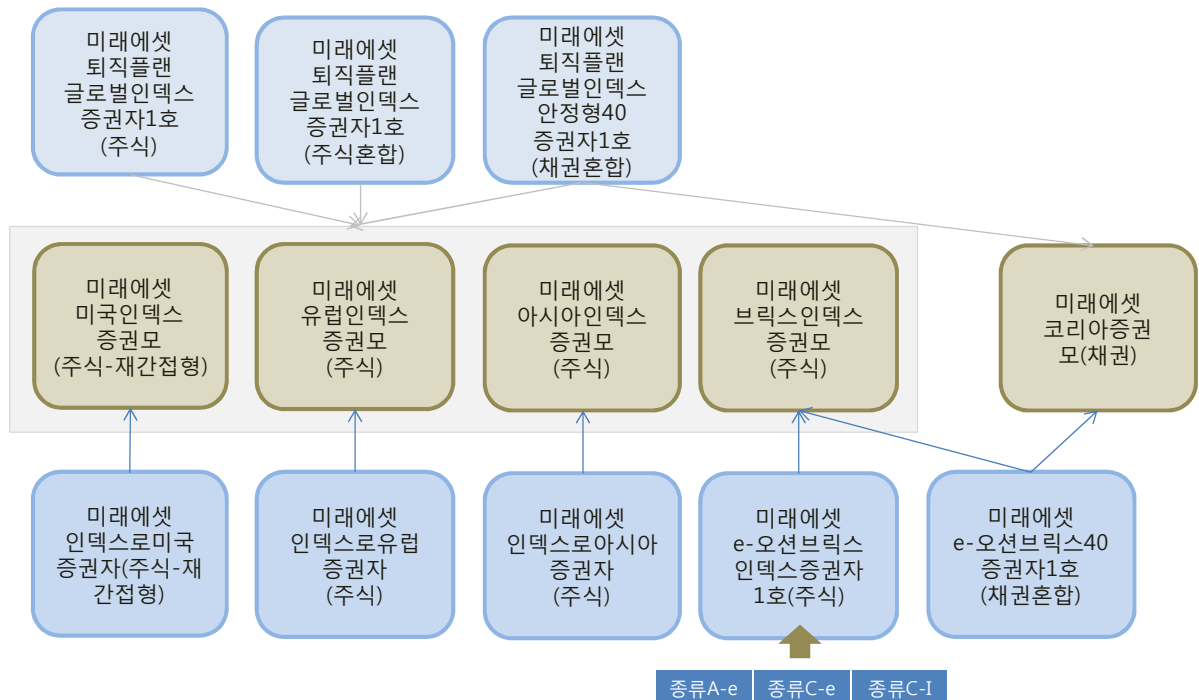 미래에셋
퇴직플랜
글로벌인덱스
증권자1호
(주식)
미래에셋
퇴직플랜
글로벌인덱스
증권자1호
(주식혼합)
미래에셋
퇴직플랜
글로벌인덱스
안정형40
증권자1호
(채권혼합)
미래에셋
미국인덱스
증권모
(주식-재간접형)
미래에셋
유럽인덱스
증권모
(주식)
미래에셋
아시아인덱스
증권모
(주식)
미래에셋
브릭스인덱스
증권모
(주식)
미래에셋
코리아증권
모(채권)
미래에셋
인덱스로미국
증권자(주식-재
간접형)
미래에셋
인덱스로유럽
증권자
(주식)
미래에셋
인덱스로아시아
증권자
(주식)
미래에셋
e-오션브릭스
인덱스증권자
1호(주식)
미래에셋
e-오션브릭스40
증권자1호
(채권혼합)
종류A-e
종류C-e
종류C-I